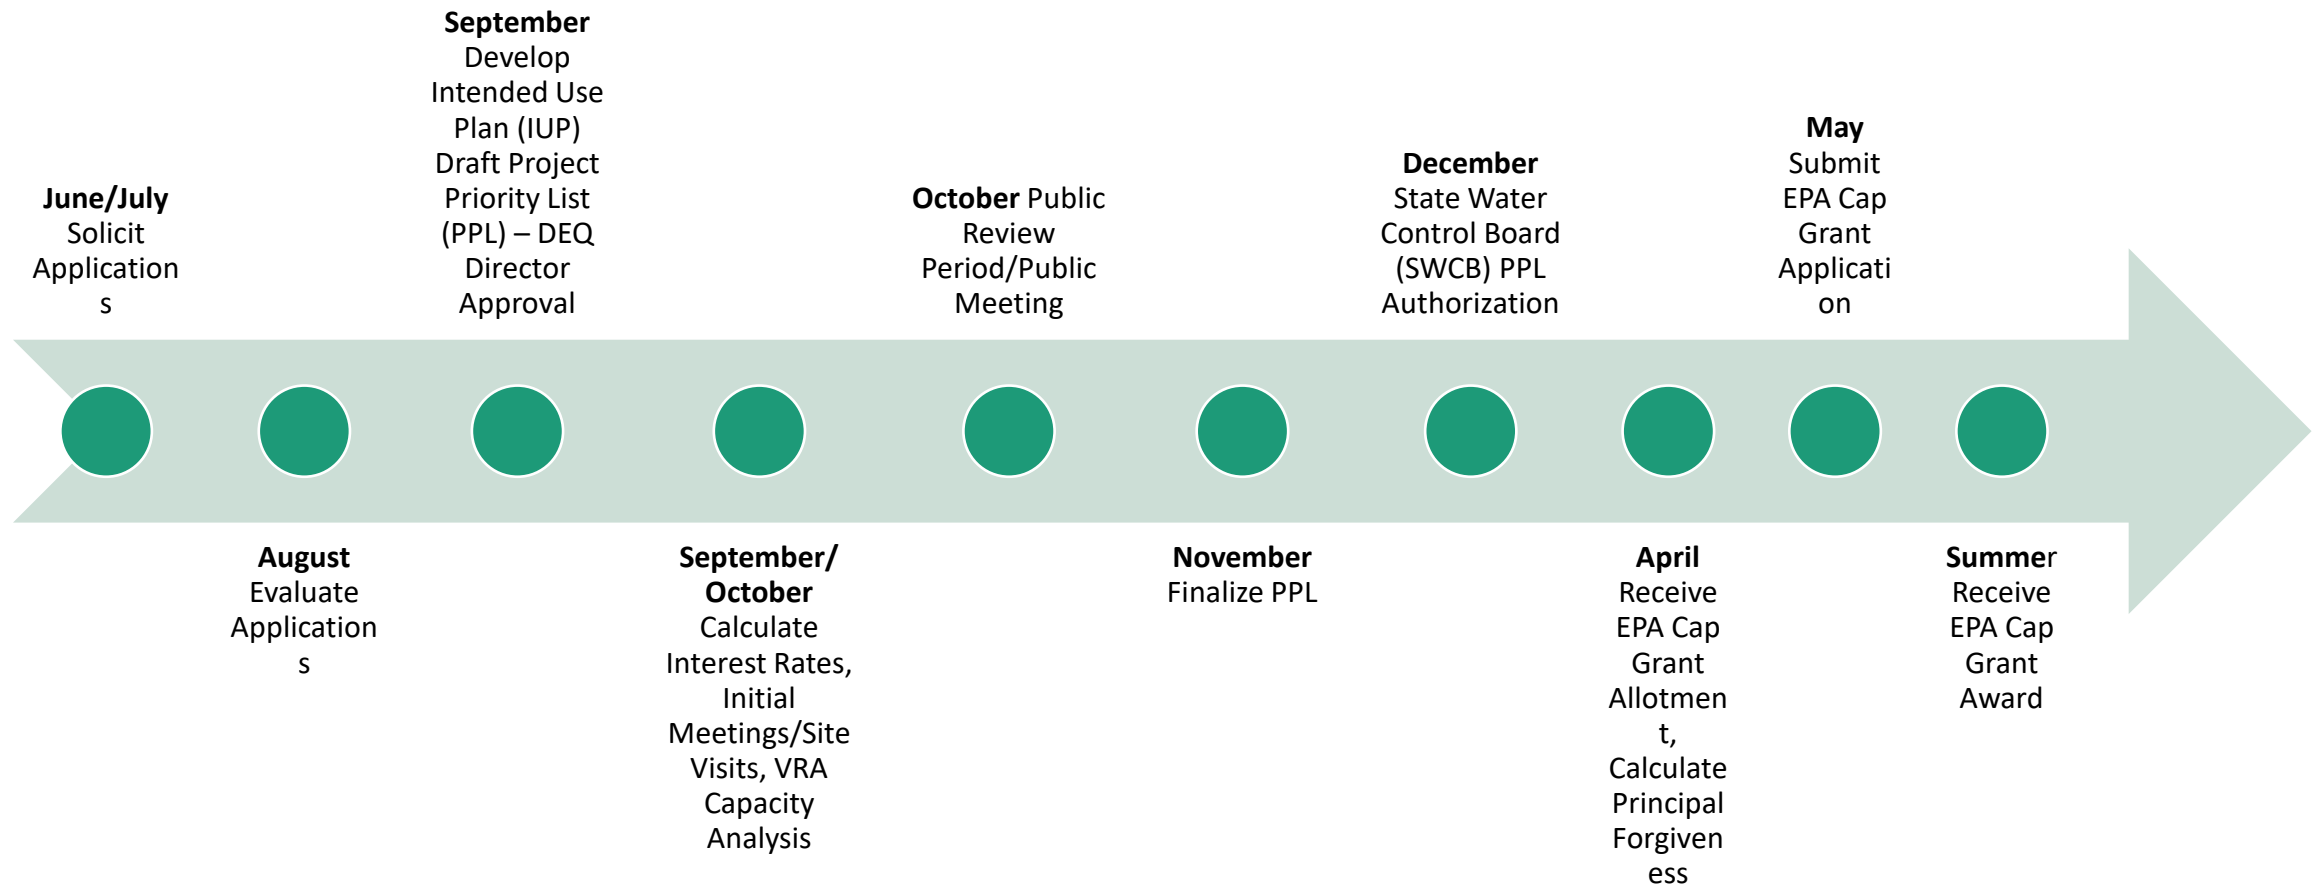 June/July
Solicit
Application
s
August
Evaluate
Application
s
September
Develop
Intended Use
Plan (IUP)
Draft Project
Priority List
(PPL) – DEQ
Director
Approval
September/
October
Calculate
Interest Rates,
Initial
Meetings/Site
Visits, VRA
Capacity
Analysis
October Public
Review
Period/Public
Meeting
November
Finalize PPL
December
State Water
Control Board
(SWCB) PPL
Authorization
April
Receive
EPA Cap
Grant
Allotmen
t,
Calculate
Principal
Forgiven
ess
May
Submit
EPA Cap
Grant
Applicati
on
Summer
Receive
EPA Cap
Grant
Award